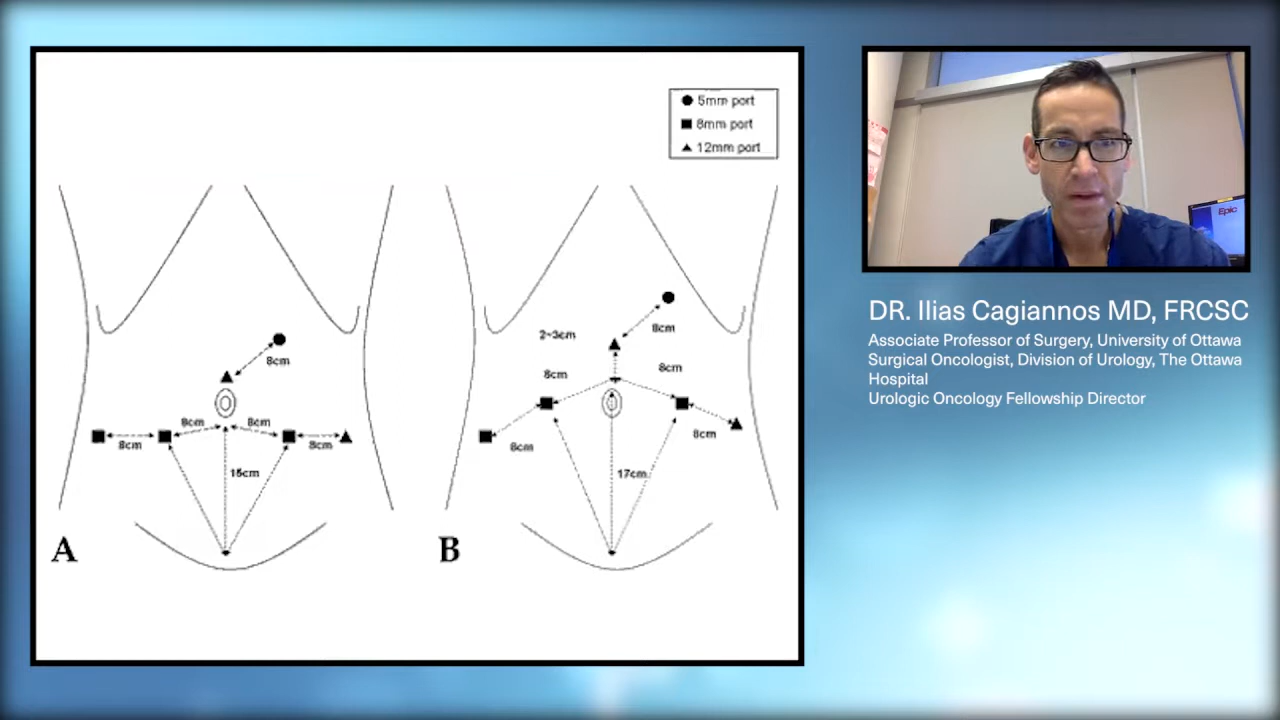 5mm port
8mm port
12mm port
8cm
8cm
8cm
8cm
8cm
15cm
A
8cm
2~3cm
8cm
8cm
8cm
8cm
17cm
B
Epic
DR. Ilias Cagiannos MD, FRCSC
Associate Professor of Surgery, University of Ottawa
Surgical Oncologist, Division of Urology, The Ottawa
Hospital
Urologic Oncology Fellowship Director